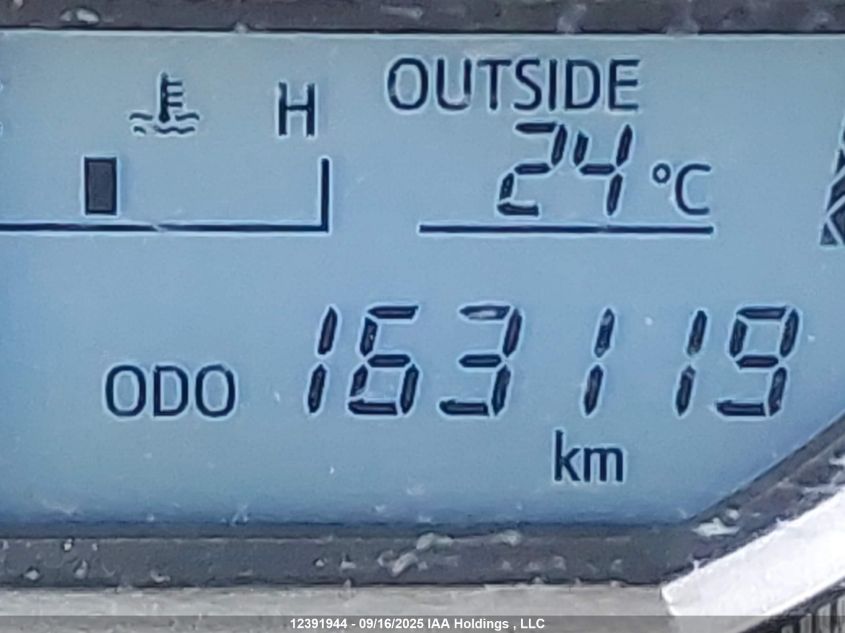 H
OUTSIDE
24 °C
ODO 163119
km
12391944 - 09/16/2025 IAA Holdings , LLC